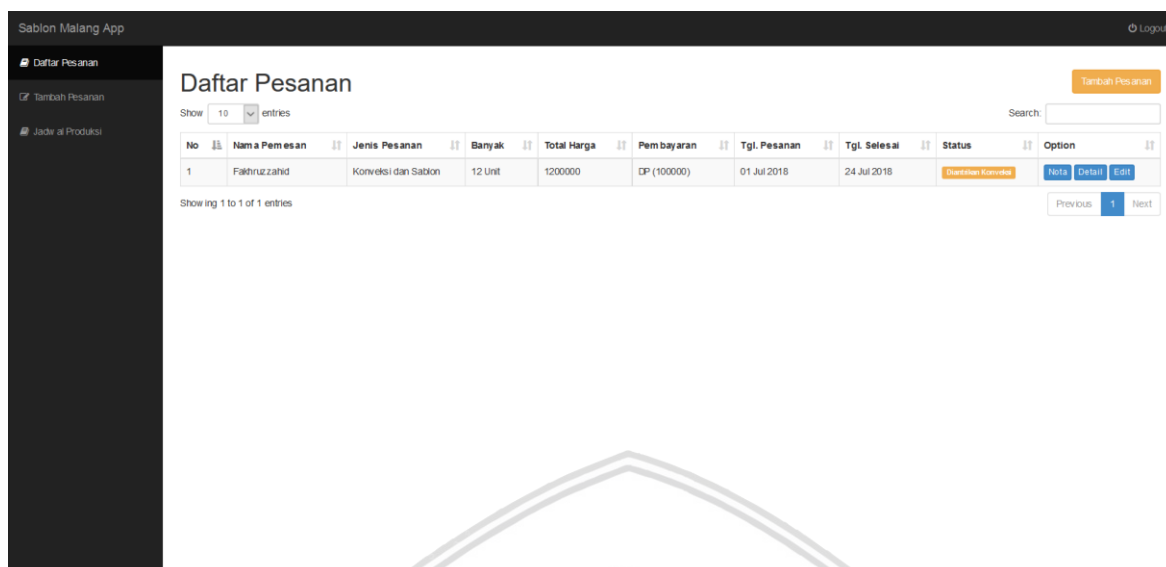 Sablon Malang App Logout
Daftar Pesanan
Tambah Pesanan
Jadwal Produksi
Daftar Pesanan Tambah Pesanan
Show 10 entries Search:
No Nama Pemesan Jenis Pesanan Banyak Total Harga Pembayaran Tgl. Pesanan Tgl. Selesai Status Option
1 Fakhruzzahid Konveksi dan Sablon 12 Unit 1200000 DP (100000) 01 Jul 2018 24 Jul 2018 Diantrikan Konveksi Nota Detail Edit
Showing 1 to 1 of 1 entries Previous 1 Next